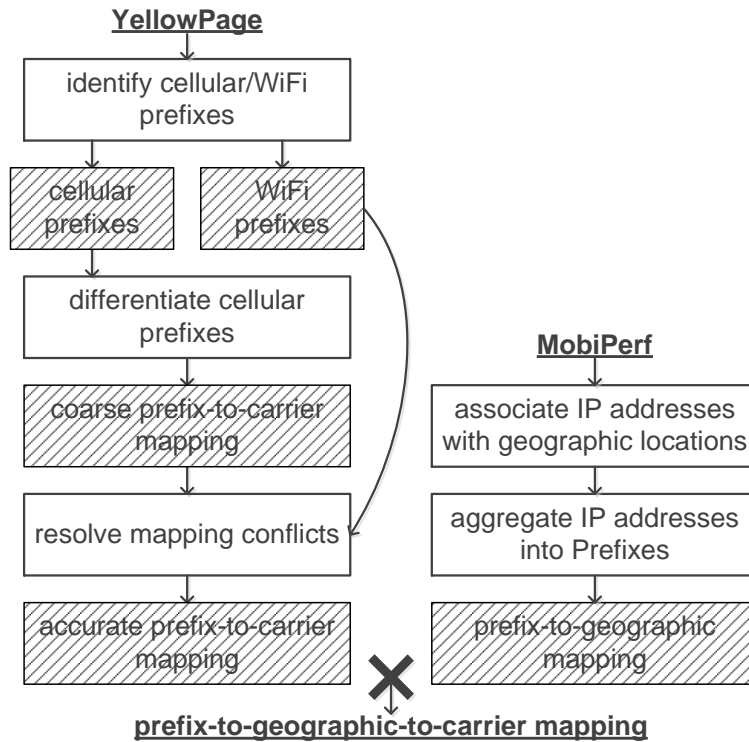 YellowPage
identify cellular/WiFi
prefixes
cellular
prefixes
WiFi
prefixes
differentiate cellular
prefixes
coarse prefix-to-carrier
mapping
resolve mapping conflicts
accurate prefix-to-carrier
mapping
MobiPerf
associate IP addresses
with geographic locations
aggregate IP addresses
into Prefixes
prefix-to-geographic
mapping
prefix-to-geographic-to-carrier mapping